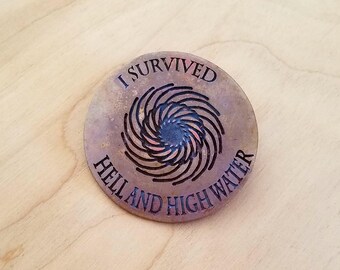 I SURVIVED
HELL AND HIGH WATER